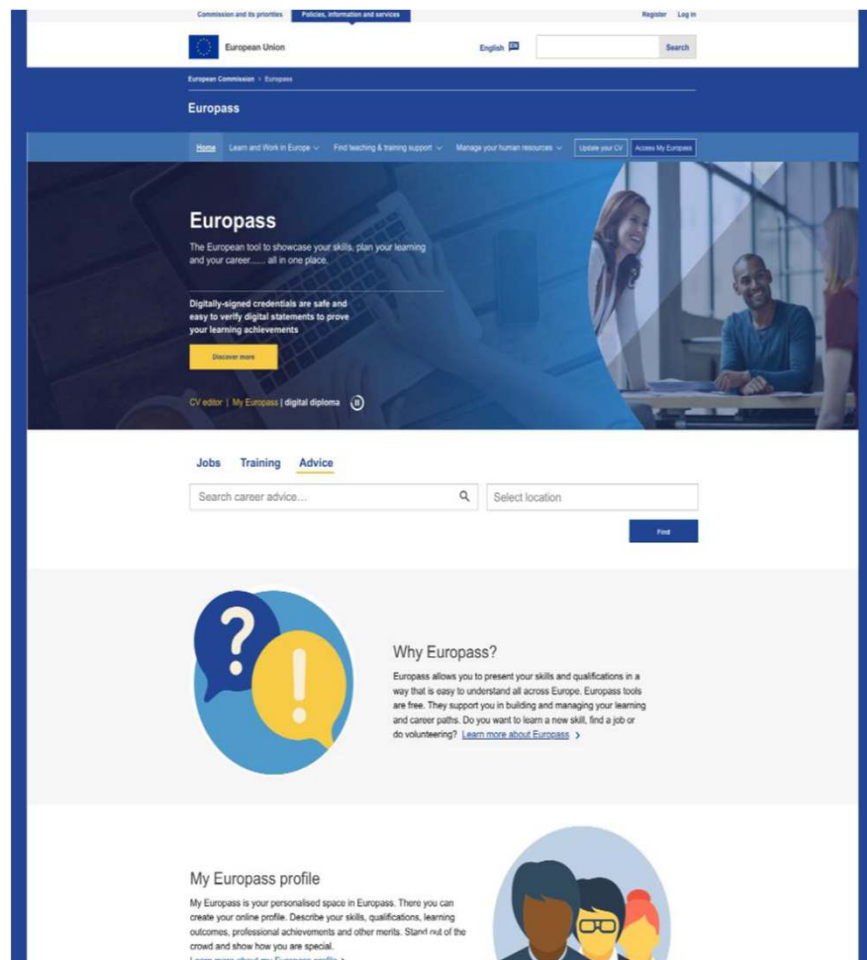 Commission and its priorities Policies, information and services Register Log in
European Union English EN Search
European Commission > Europass
Europass
Home Learn and Work in Europe Find teaching & training support Manage your human resources Update your CV Access My Europass
Europass
The European tool to showcase your skills, plan your learning
and your career...... all in one place.
Digitally-signed credentials are safe and
easy to verify digital statements to prove
your learning achievements
Discover more
CV editor | My Europass | digital diploma
Jobs Training Advice
Search career advice... Select location
Find
Why Europass?
Europass allows you to present your skills and qualifications in a
way that is easy to understand all across Europe. Europass tools
are free. They support you in building and managing your learning
and career paths. Do you want to learn a new skill, find a job or
do volunteering? Learn more about Europass >
My Europass profile
My Europass is your personalised space in Europass. There you can
create your online profile. Describe your skills, qualifications, learning
outcomes, professional achievements and other merits. Stand out of the
crowd and show how you are special.
Learn more about my Europass profile >